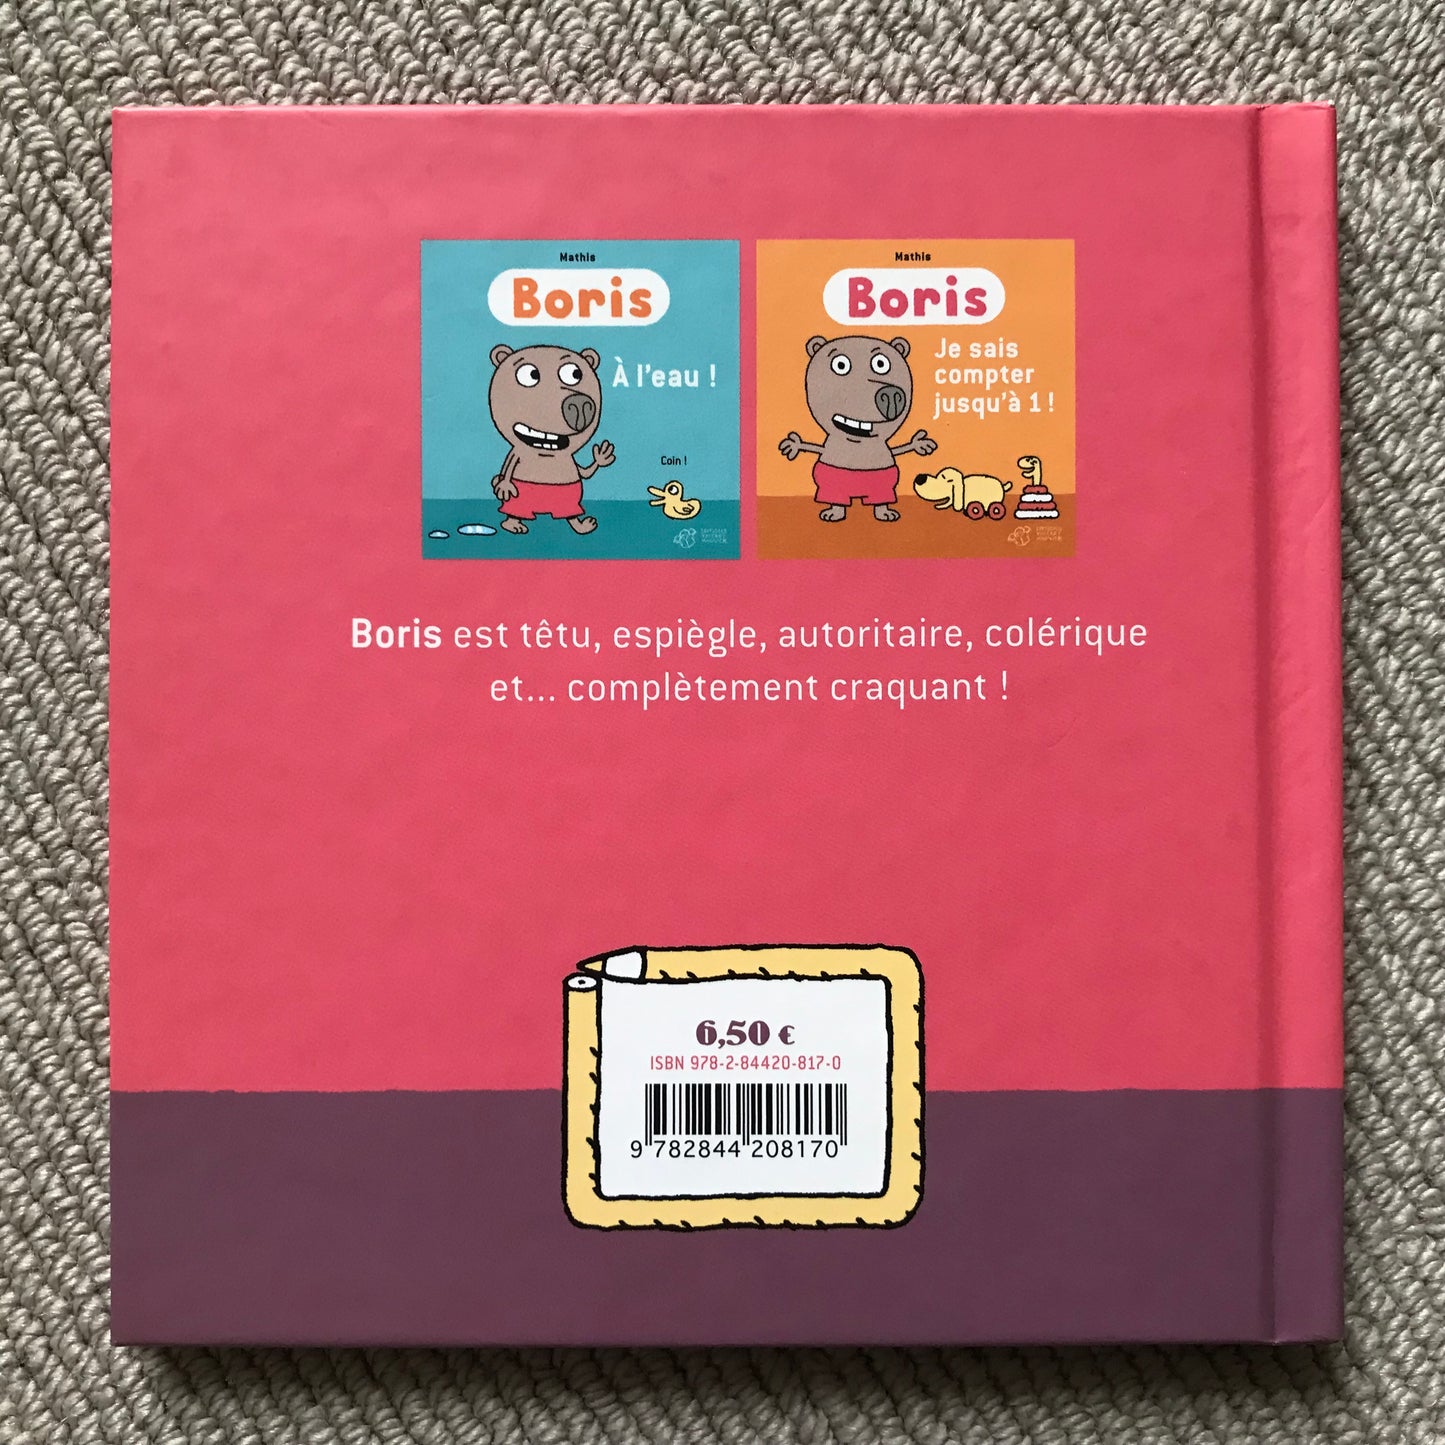 Mathis
Boris
À l'eau !
Coin !
Mathis
Boris
Je sais
compter
jusqu'à 1 !
Boris est têtu, espiègle, autoritaire, colérique
et... complètement craquant !
6,50 €
ISBN 978-2-84420-817-0
9 782844 208170